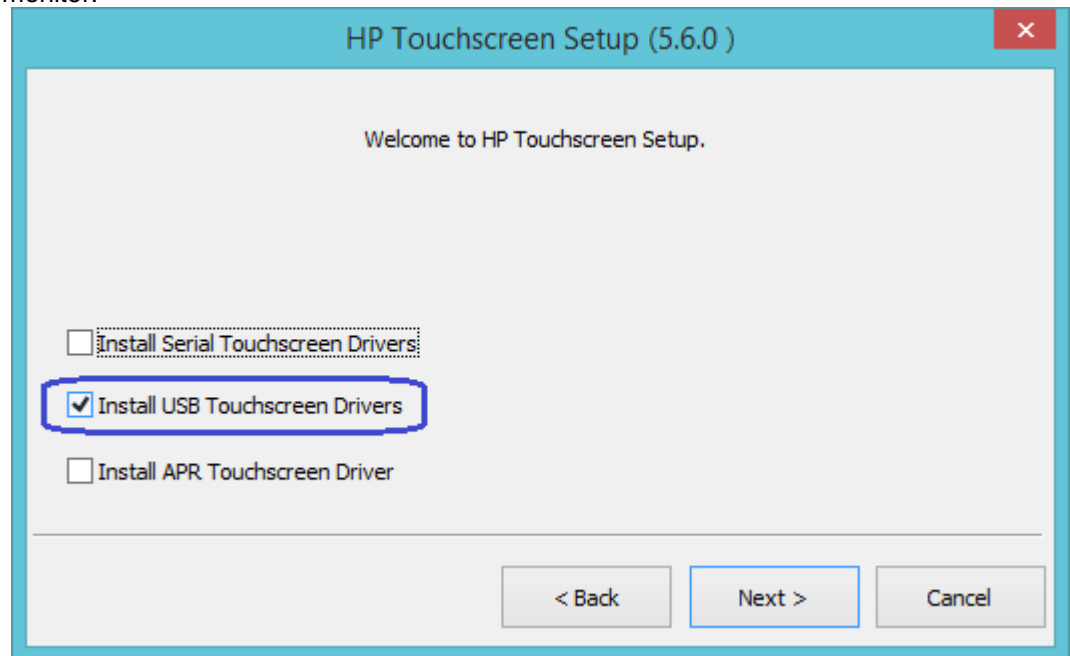 HP Touchscreen Setup (5.6.0 )
Welcome to HP Touchscreen Setup.
Install Serial Touchscreen Drivers
Install USB Touchscreen Drivers
Install APR Touchscreen Driver
< Back Next > Cancel